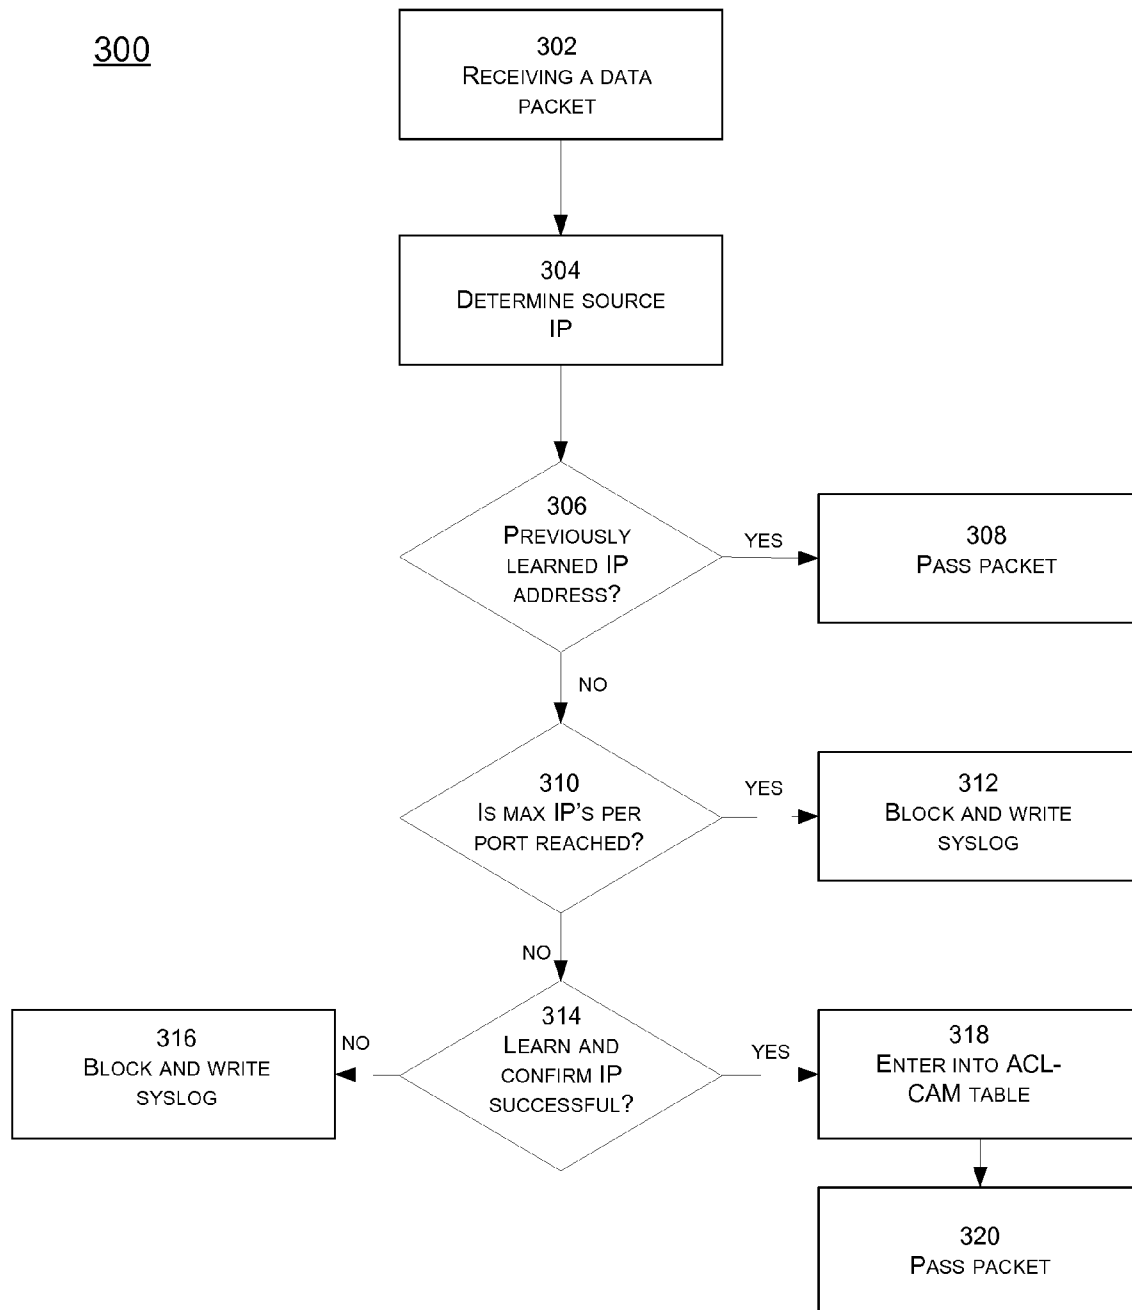 300
302
RECEIVING A DATA
PACKET
304
DETERMINE SOURCE
IP
306
PREVIOUSLY
LEARNED IP
ADDRESS?
YES
308
PASS PACKET
NO
310
IS MAX IP'S PER
PORT REACHED?
YES
312
BLOCK AND WRITE
SYSLOG
NO
314
LEARN AND
CONFIRM IP
SUCCESSFUL?
NO
316
BLOCK AND WRITE
SYSLOG
YES
318
ENTER INTO ACL-
CAM TABLE
320
PASS PACKET